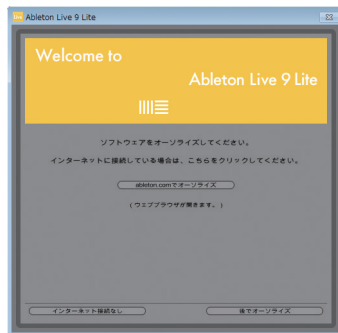 Ableton Live 9 Lite
Welcome to
Ableton Live 9 Lite
ソフトウェアをオーソライズしてください。
インターネットに接続している場合は、こちらをクリックしてください。
ableton.comでオーソライズ
(ウェブブラウザが開きます。)
インターネット接続なし
後でオーソライズ